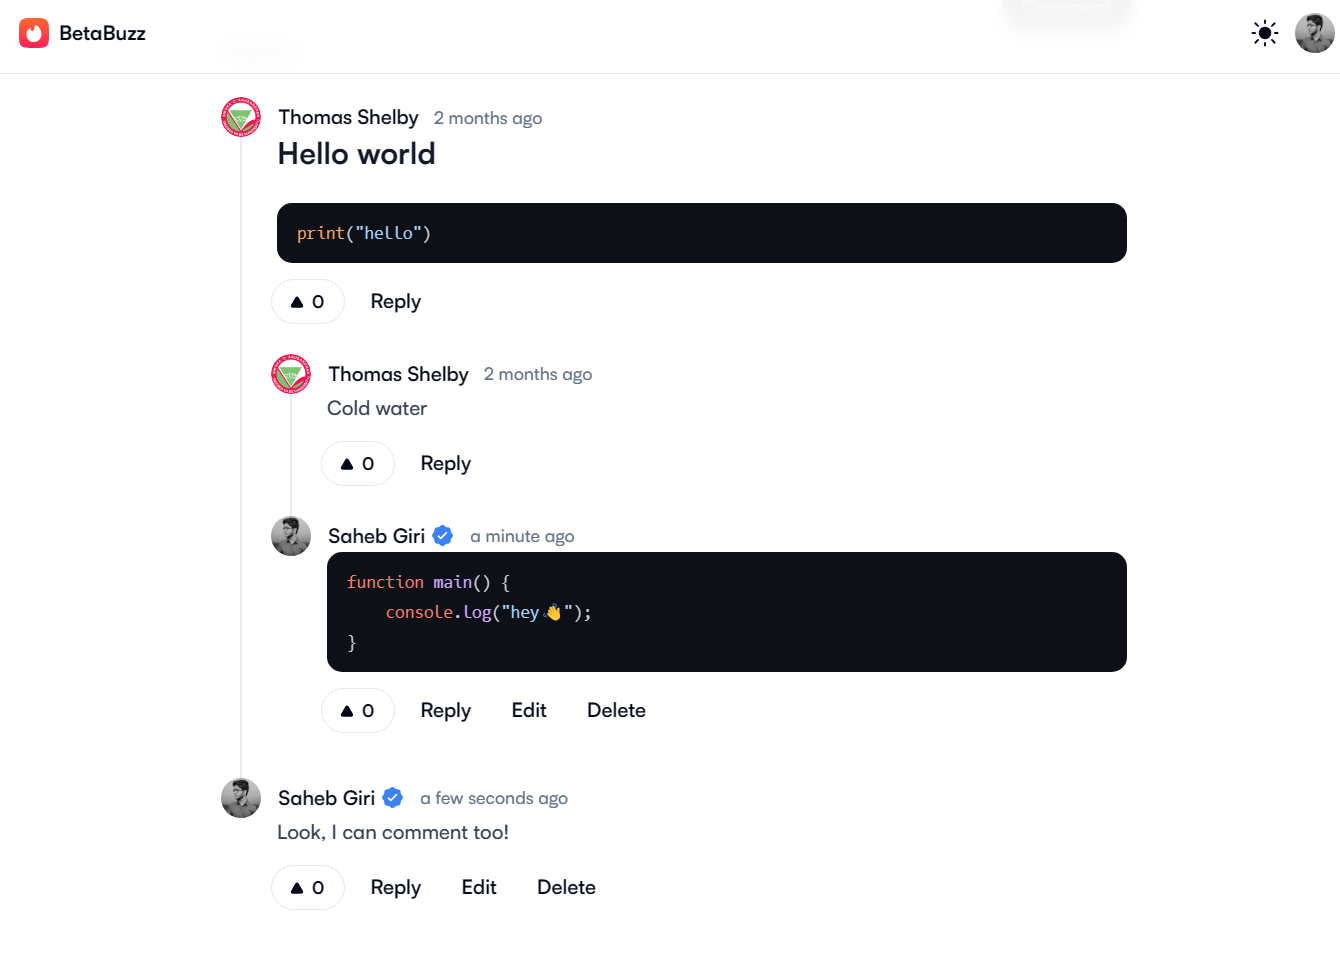 BetaBuzz
Thomas Shelby 2 months ago
Hello world
print("hello")
▲ 0 Reply
Thomas Shelby 2 months ago
Cold water
▲ 0 Reply
Saheb Giri a minute ago
function main() {
    console.log("hey👋");
}
▲ 0 Reply Edit Delete
Saheb Giri a few seconds ago
Look, I can comment too!
▲ 0 Reply Edit Delete